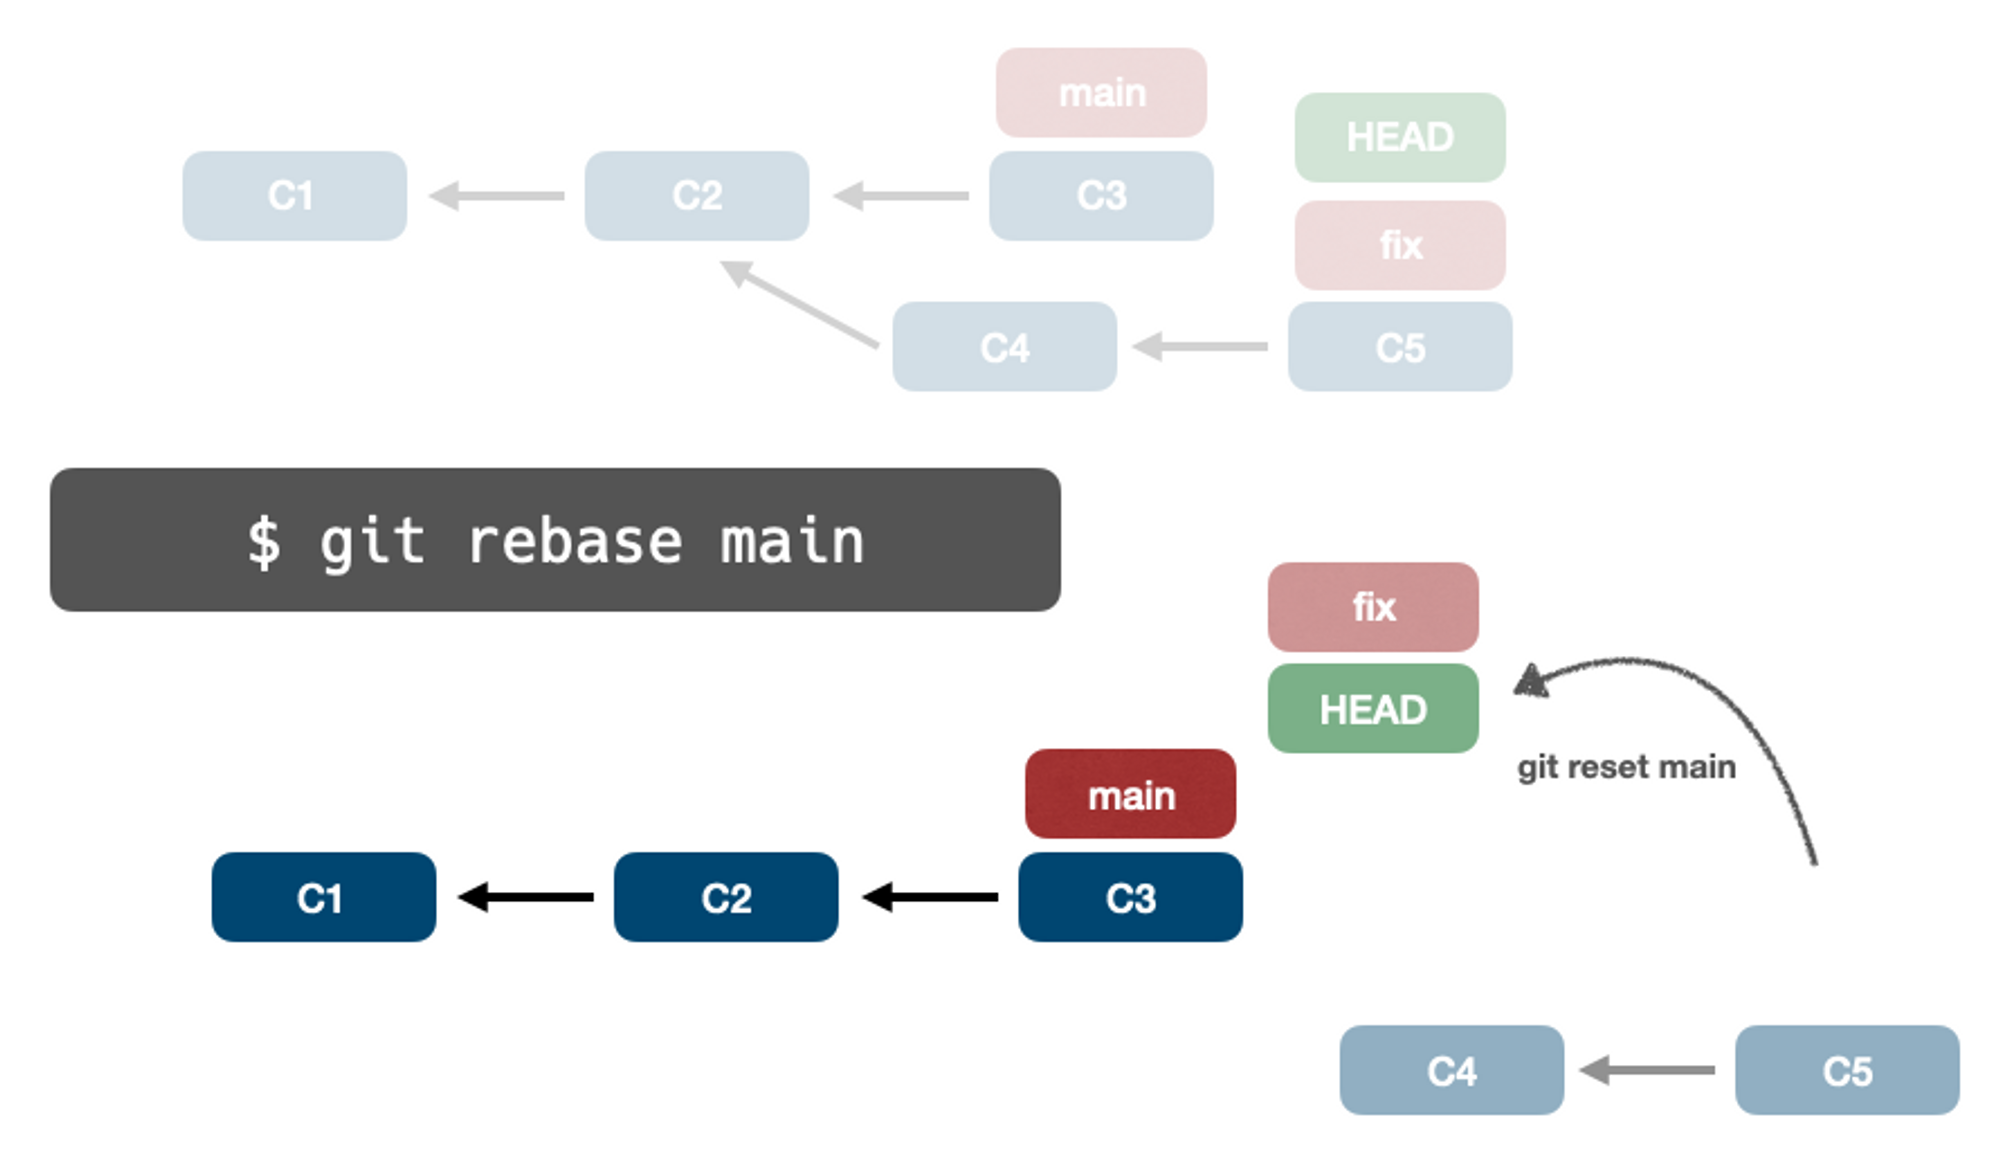 main
HEAD
C1
C2
C3
fix
C4
C5
$ git rebase main
fix
HEAD
git reset main
main
C1
C2
C3
C4
C5